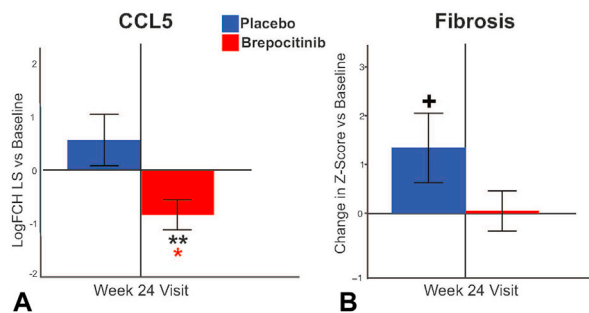 CCL5
Placebo
Brepocitinib
LogFCH LS vs Baseline
2
1
0
-1
-2
**
*
Week 24 Visit
A
Fibrosis
Change in Z-Score vs Baseline
3
2
1
0
−1
+
Week 24 Visit
B